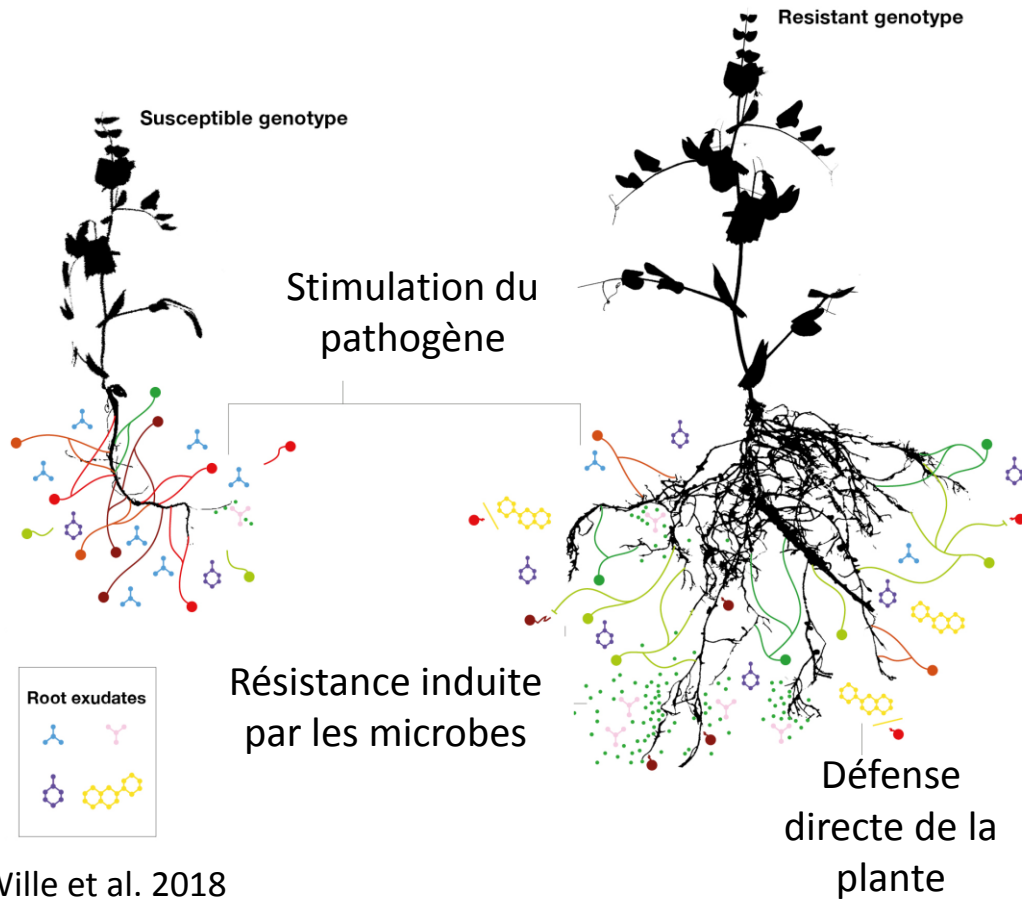 Resistant genotype
Susceptible genotype
Stimulation du
pathogène
Résistance induite
par les microbes
Root exudates
Défense
directe de la
plante
Wille et al. 2018